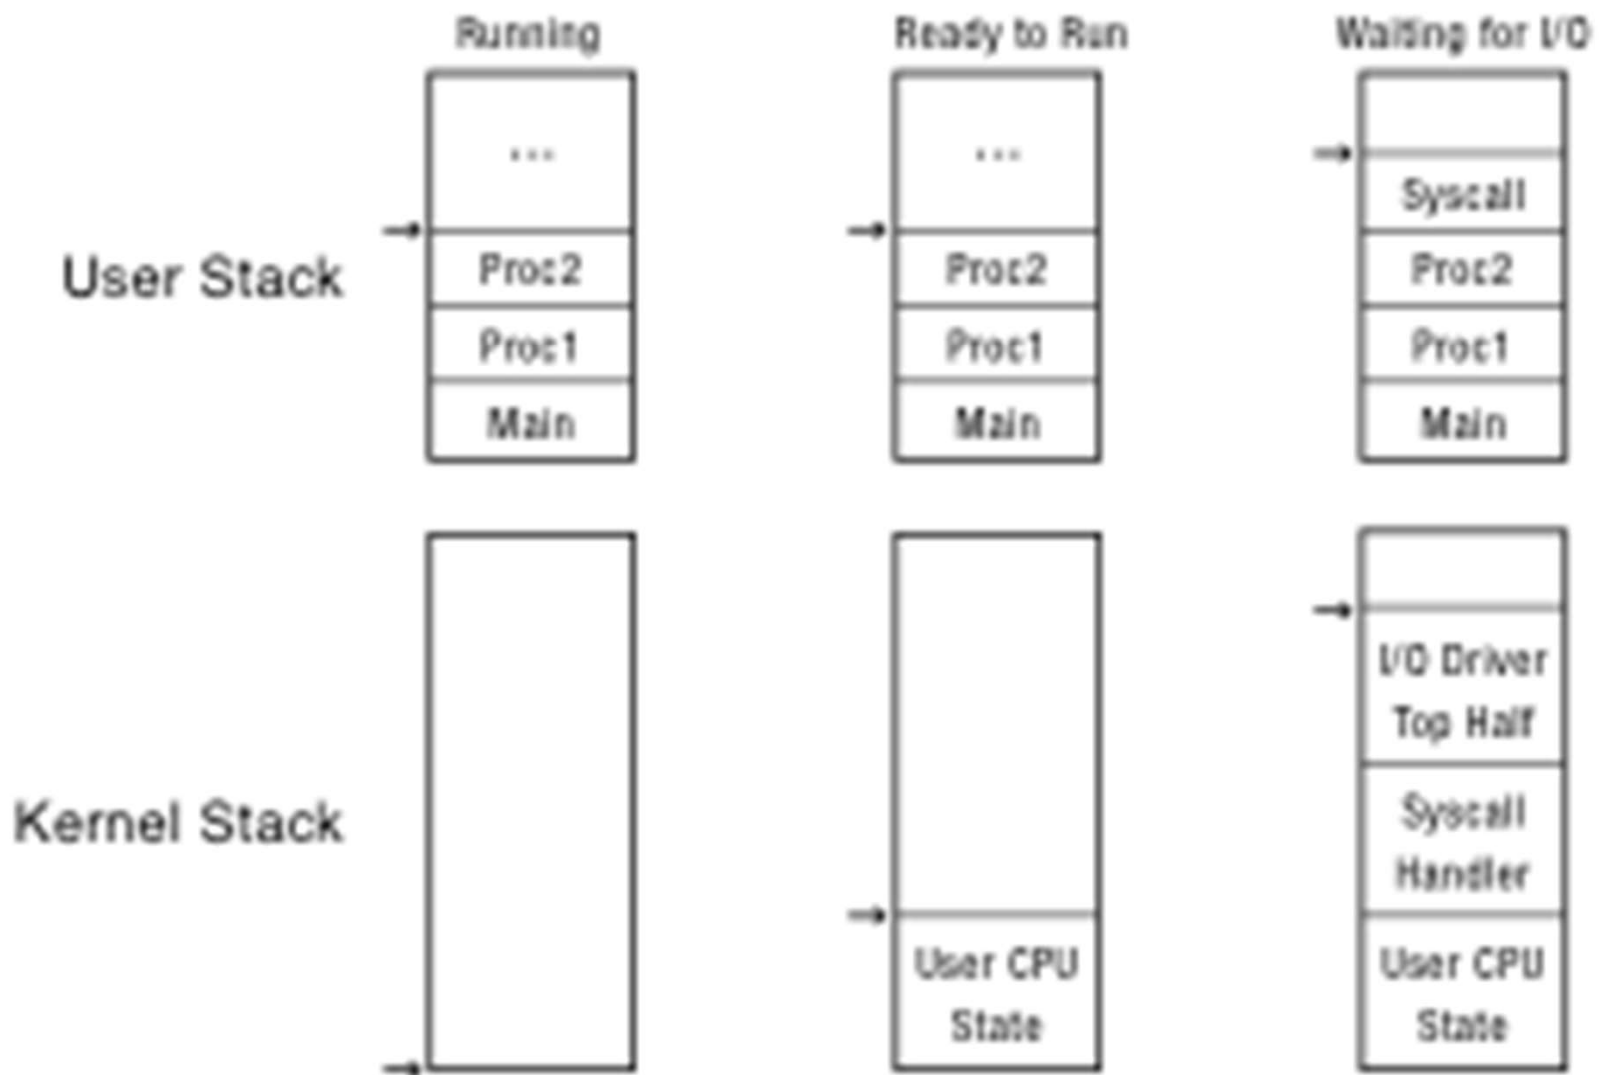 Running
Ready to Run
Waiting for I/O
User Stack
...
Proc2
Proc1
Main
...
Proc2
Proc1
Main
Syscall
Proc2
Proc1
Main
Kernel Stack
User CPU
State
I/O Driver
Top Half
Syscall
Handler
User CPU
State